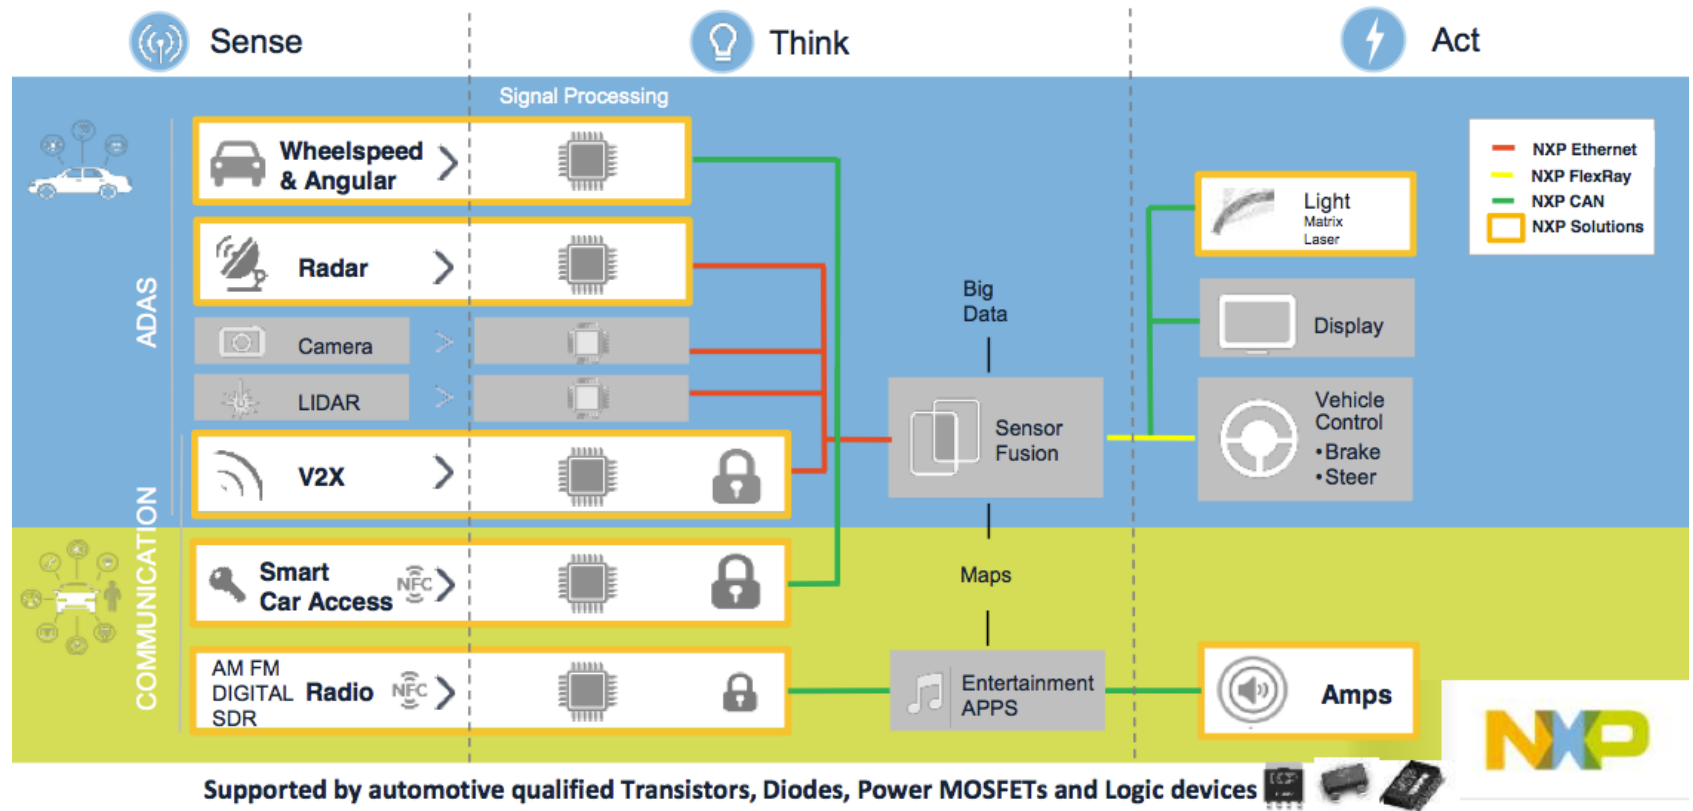 Sense
Think
Act
Signal Processing
Wheelspeed
& Angular
NXP Ethernet
NXP FlexRay
NXP CAN
NXP Solutions
Light
Matrix
Laser
Radar
ADAS
Big
Data
Display
Camera
LIDAR
Vehicle
Control
•Brake
•Steer
Sensor
Fusion
V2X
COMMUNICATION
Smart
Car Access
NFC
Maps
AM FM
DIGITAL
SDR
Radio
NFC
Entertainment
APPS
Amps
NXP
Supported by automotive qualified Transistors, Diodes, Power MOSFETs and Logic devices